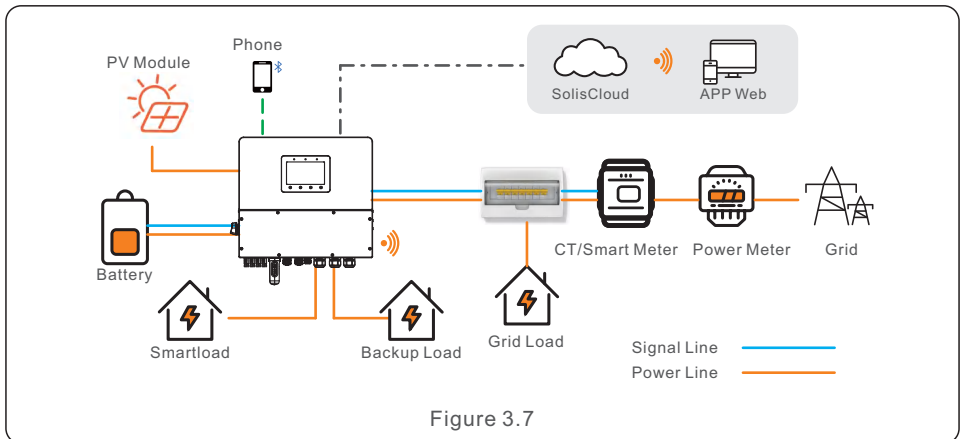 Phone
PV Module
SolisCloud
APP Web
CT/Smart Meter
Power Meter
Grid
Battery
Smartload
Backup Load
Grid Load
Signal Line
Power Line
Figure 3.7